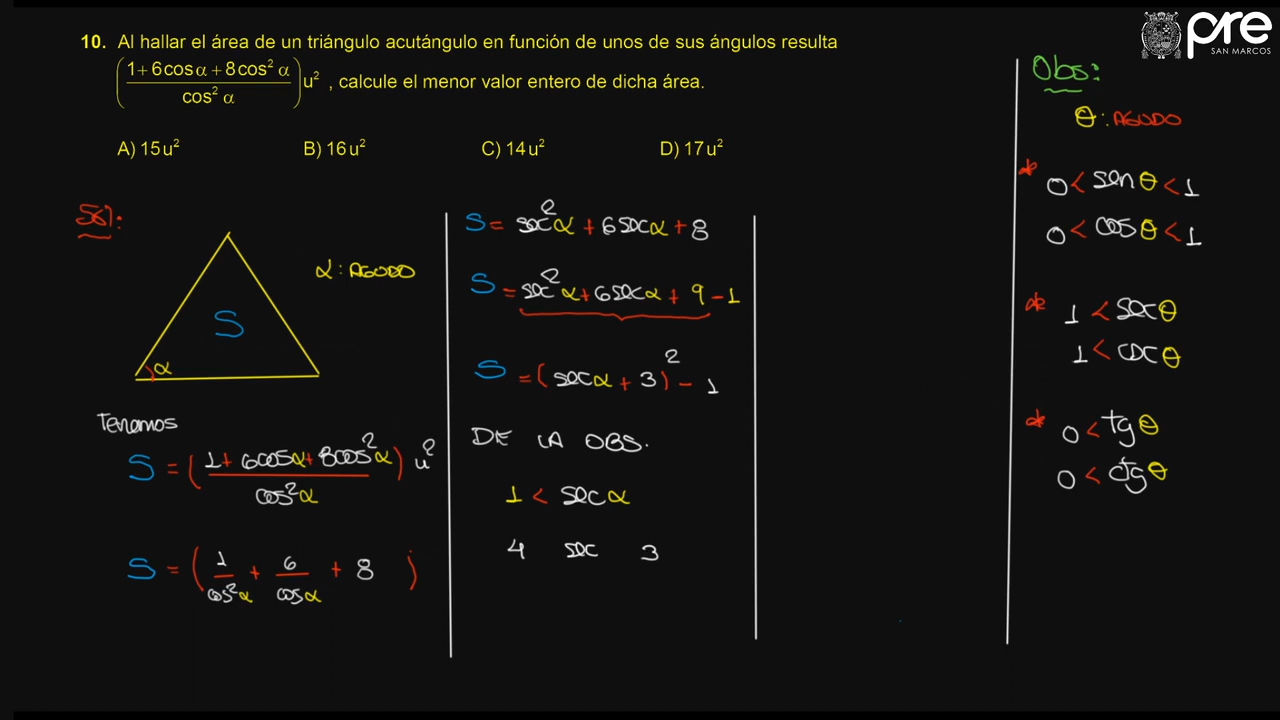 pre
SAN MARCOS
10. Al hallar el área de un triángulo acutángulo en función de unos de sus ángulos resulta
((1+6cosα+8cos²α)/cos²α)u², calcule el menor valor entero de dicha área.
A) 15u² B) 16u² C) 14u² D) 17u²
Sol:
α: AGUDO
S
α
Tenemos
S = ((1+6cosα+8cos²α)/cos²α) u²
S = (1/cos²α + 6/cosα + 8 )
S = sec²α + 6secα + 8
S = sec²α + 6secα + 9 - 1
S = (secα + 3)² - 1
DE LA OBS.
1 < secα
4 sec 3
Obs:
θ: AGUDO
* 0 < senθ < 1
0 < cosθ < 1
* 1 < secθ
1 < cscθ
* 0 < tgθ
0 < ctgθ